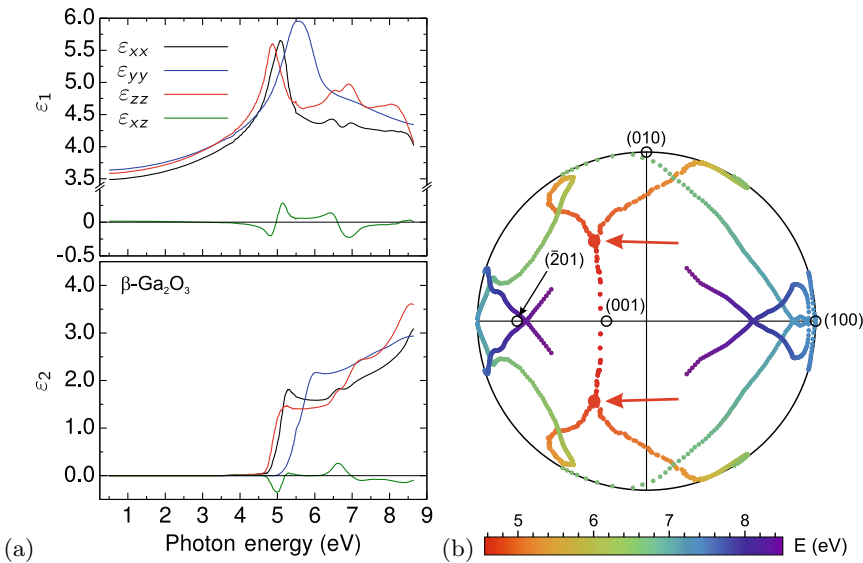 6.0
5.5
5.0
4.5
4.0
3.5
0
-0.5
ε1
εxx
εyy
εzz
εxz
β-Ga2O3
4.0
3.0
2.0
1.0
0.0
ε2
1 2 3 4 5 6 7 8 9
Photon energy (eV)
(a)
(010)
(2̄01)
(001)
(100)
5 6 7 8 E (eV)
(b)